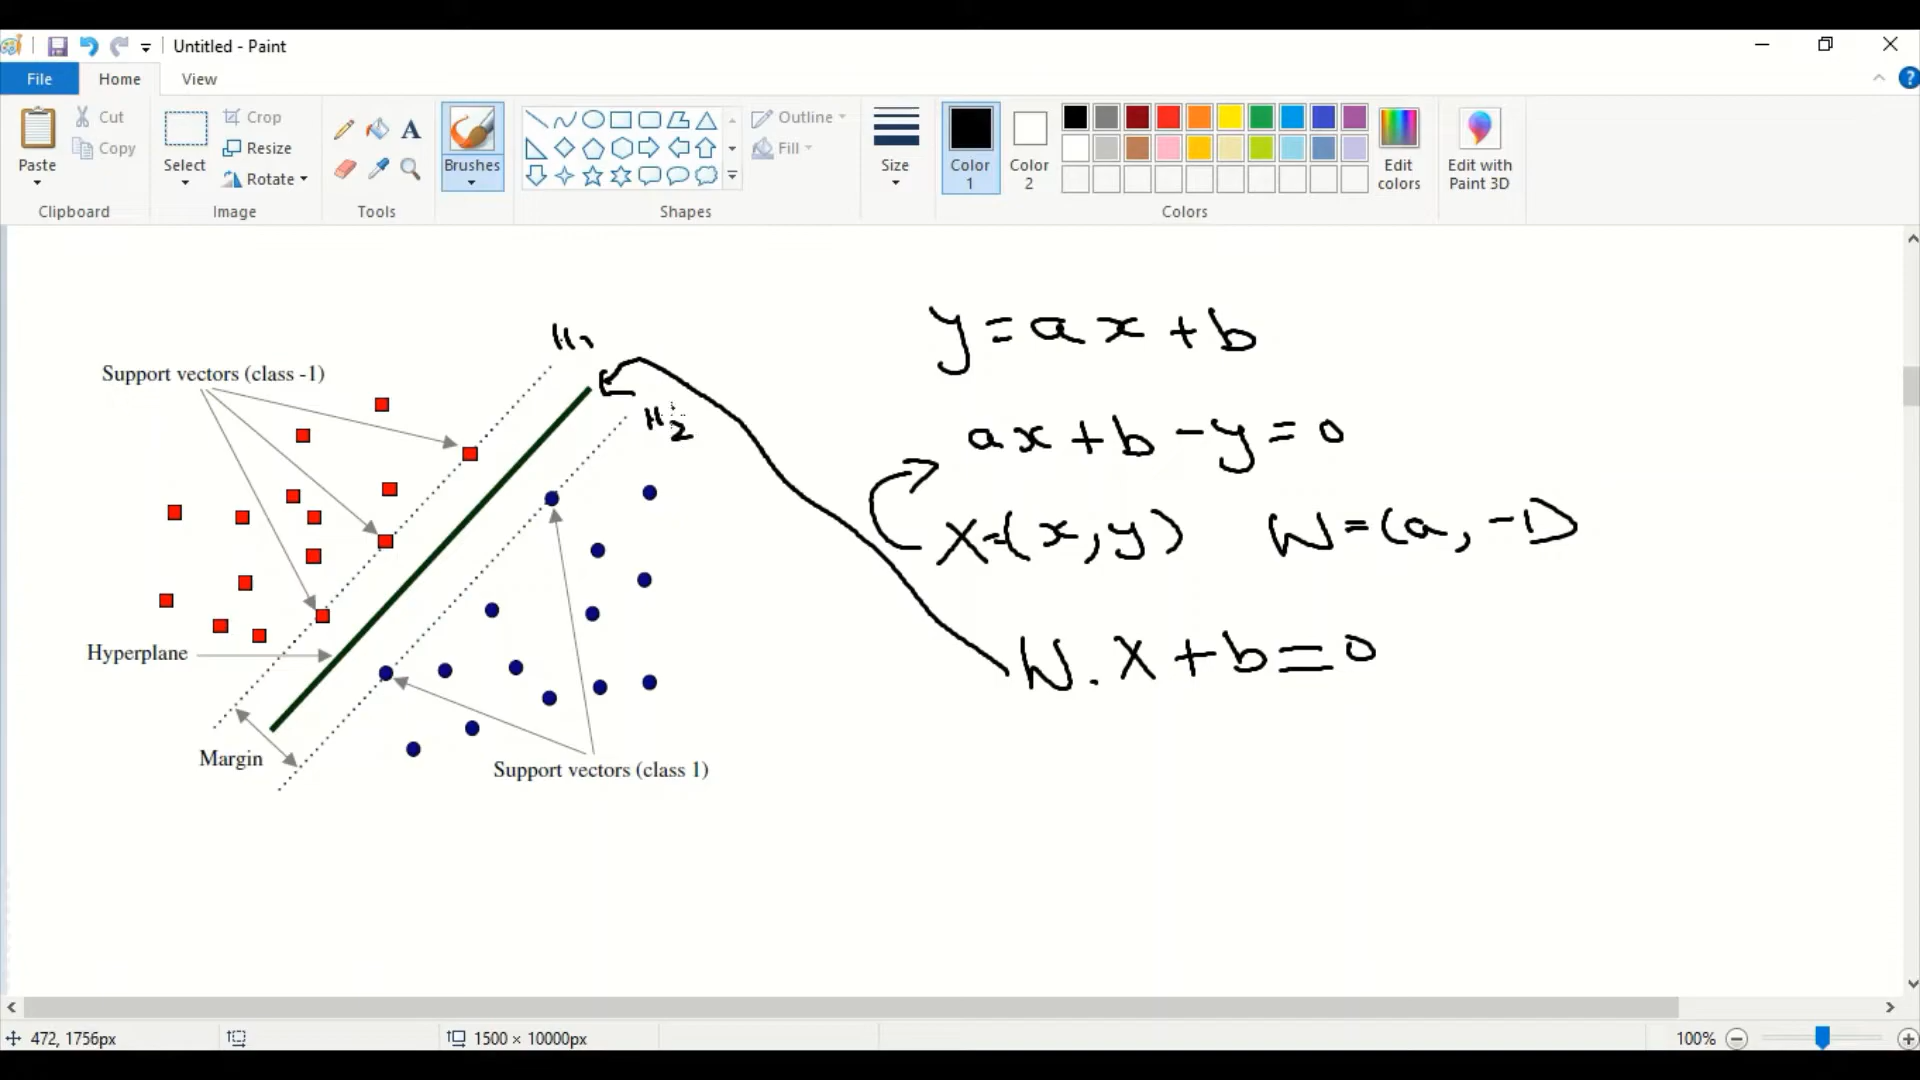 Untitled - Paint
File Home View
Paste
Cut
Copy
Clipboard
Select
Crop
Resize
Rotate
Image
A
Tools
Brushes
Outline
Fill
Shapes
Size
Color 1
Color 2
Edit colors
Colors
Edit with Paint 3D
H1
H2
Support vectors (class -1)
Hyperplane
Margin
Support vectors (class 1)
y=ax+b
ax+b-y=0
X=(x,y) W=(a,-1)
W.X+b=0
472, 1756px
1500 × 10000px
100%